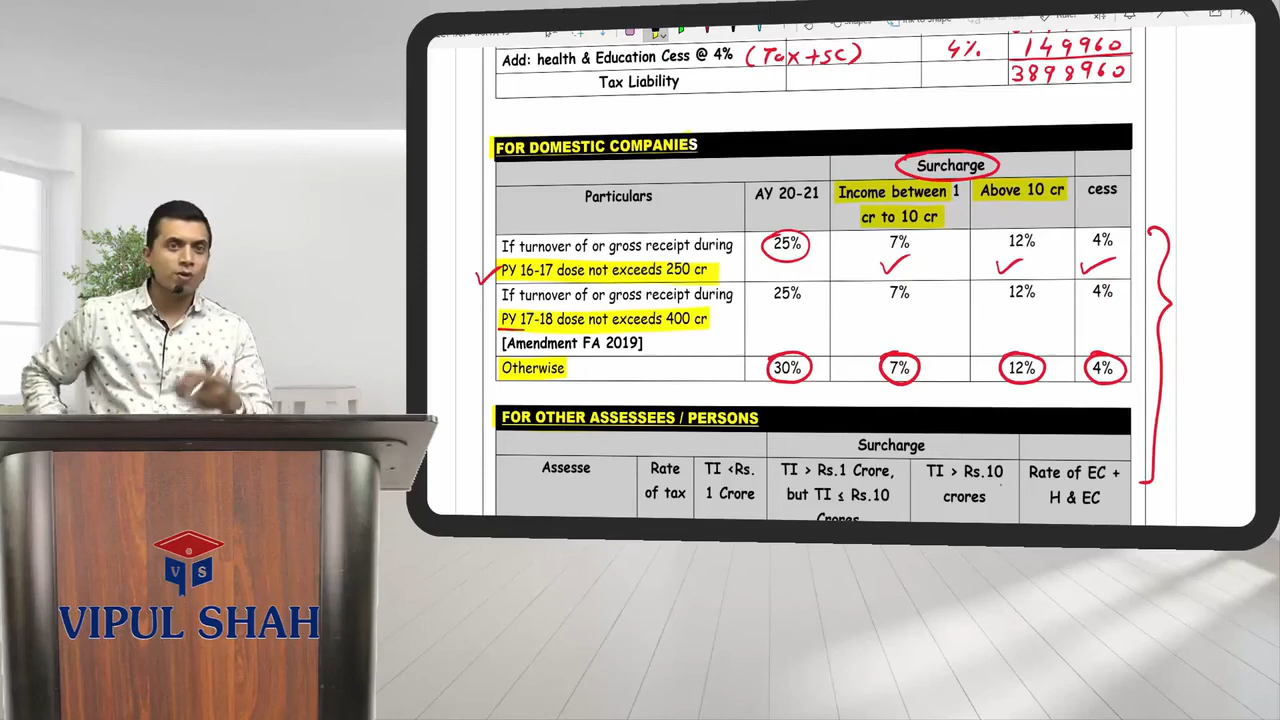 Add: health & Education Cess @ 4% (Tax+SC) 4% 149960
Tax Liability 3898960
FOR DOMESTIC COMPANIES
Surcharge
Particulars AY 20-21 Income between 1 cr to 10 cr Above 10 cr cess
If turnover of or gross receipt during 25% 7% 12% 4%
PY 16-17 dose not exceeds 250 cr
If turnover of or gross receipt during 25% 7% 12% 4%
PY 17-18 dose not exceeds 400 cr
[Amendment FA 2019]
Otherwise 30% 7% 12% 4%
FOR OTHER ASSESSEES / PERSONS
Surcharge
Assesse Rate TI <Rs. TI > Rs.1 Crore, TI > Rs.10 Rate of EC +
of tax 1 Crore but TI ≤ Rs.10 crores H & EC
Crores
V S
VIPUL SHAH